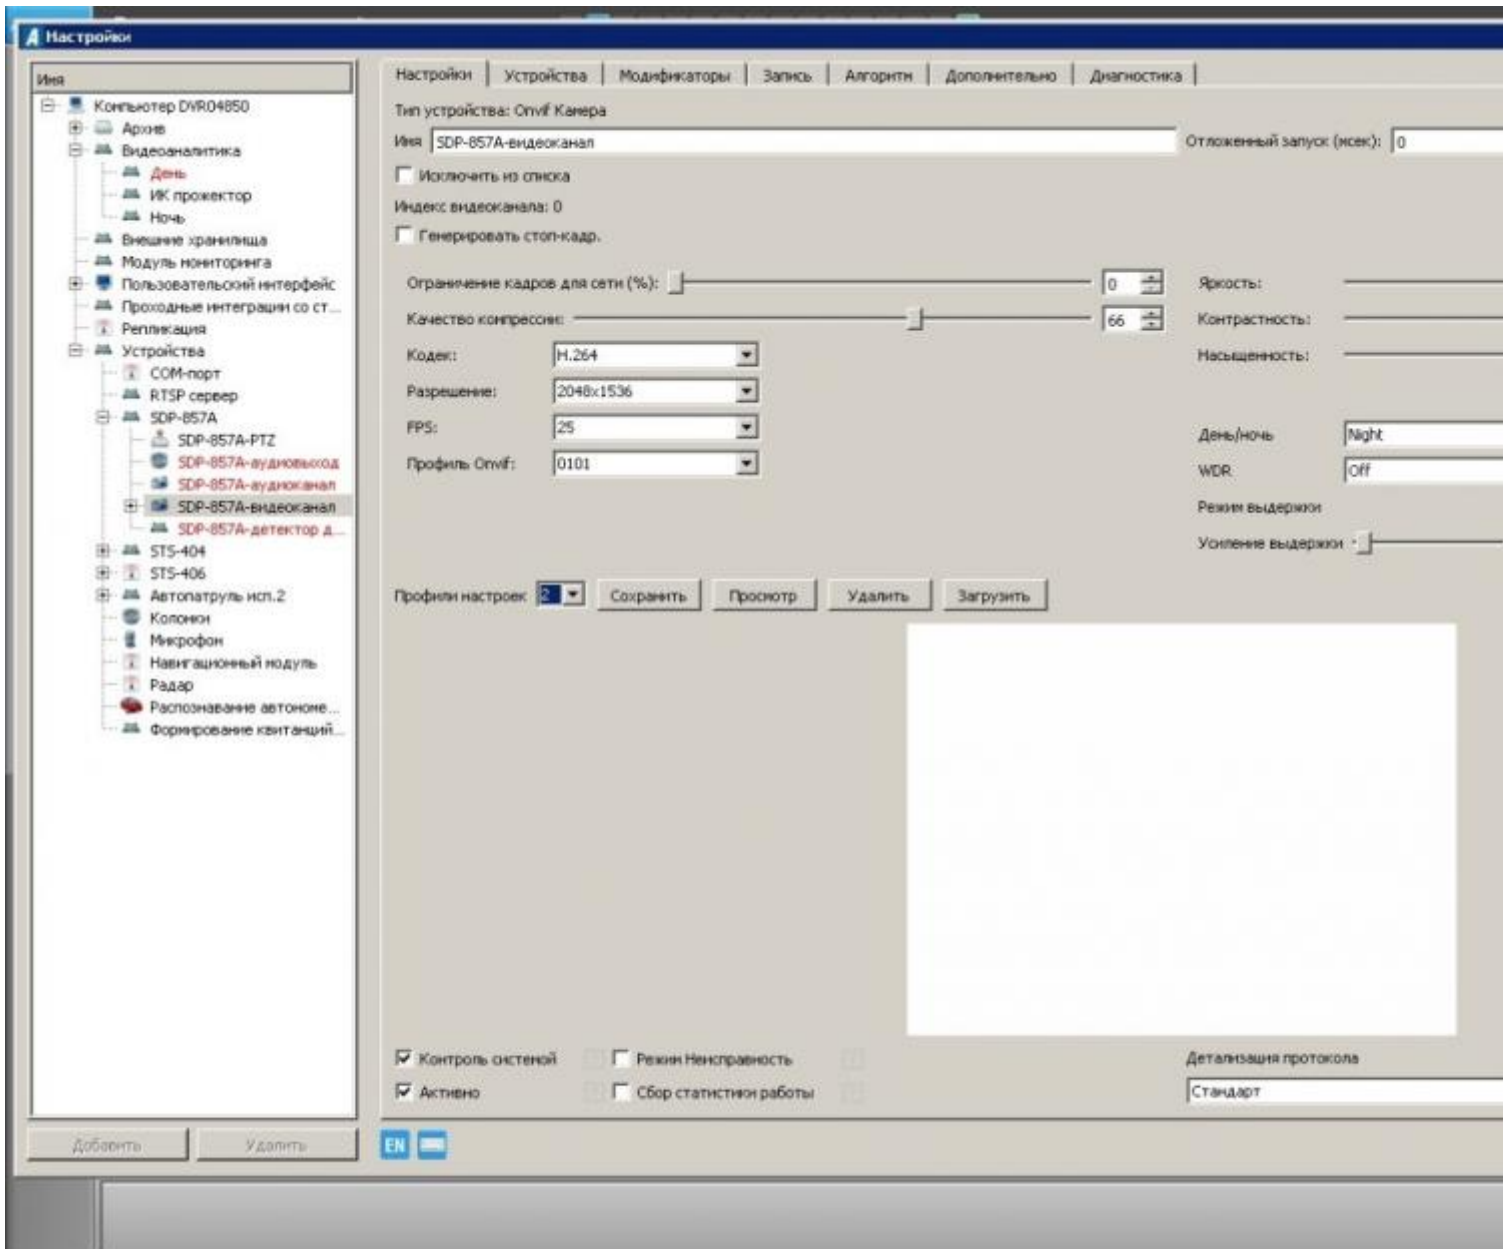 Настройки
Имя
Компьютер DVR04850
Архив
Видеоаналитика
День
ИК прожектор
Ночь
Внешние хранилища
Модуль мониторинга
Пользовательский интерфейс
Проходные интеграции со ст...
Репликация
Устройства
COM-порт
RTSP сервер
SDP-857A
SDP-857A-PTZ
SDP-857A-аудиовыход
SDP-857A-аудиоканал
SDP-857A-видеоканал
SDP-857A-детектор д...
STS-404
STS-406
Автопатруль исп.2
Колонки
Микрофон
Навигационный модуль
Радар
Распознавание автономе...
Формирование квитанций...
Добавить Удалить
Настройки Устройства Модификаторы Запись Алгоритм Дополнительно Диагностика
Тип устройства: Onvif Камера
Имя SDP-857A-видеоканал Отложенный запуск (мсек): 0
Исключить из списка
Индекс видеоканала: 0
Генерировать стоп-кадр.
Ограничение кадров для сети (%): 0 Яркость:
Качество компрессии: 66 Контрастность:
Кодек: H.264 Насыщенность:
Разрешение: 2048x1536
FPS: 25 День/ночь Night
Профиль Onvif: 0101 WDR Off
Режим выдержки
Усиление выдержки
Профили настроек 2 Сохранить Просмотр Удалить Загрузить
Контроль системой Режим Неисправность Детализация протокола
Активно Сбор статистики работы Стандарт
EN